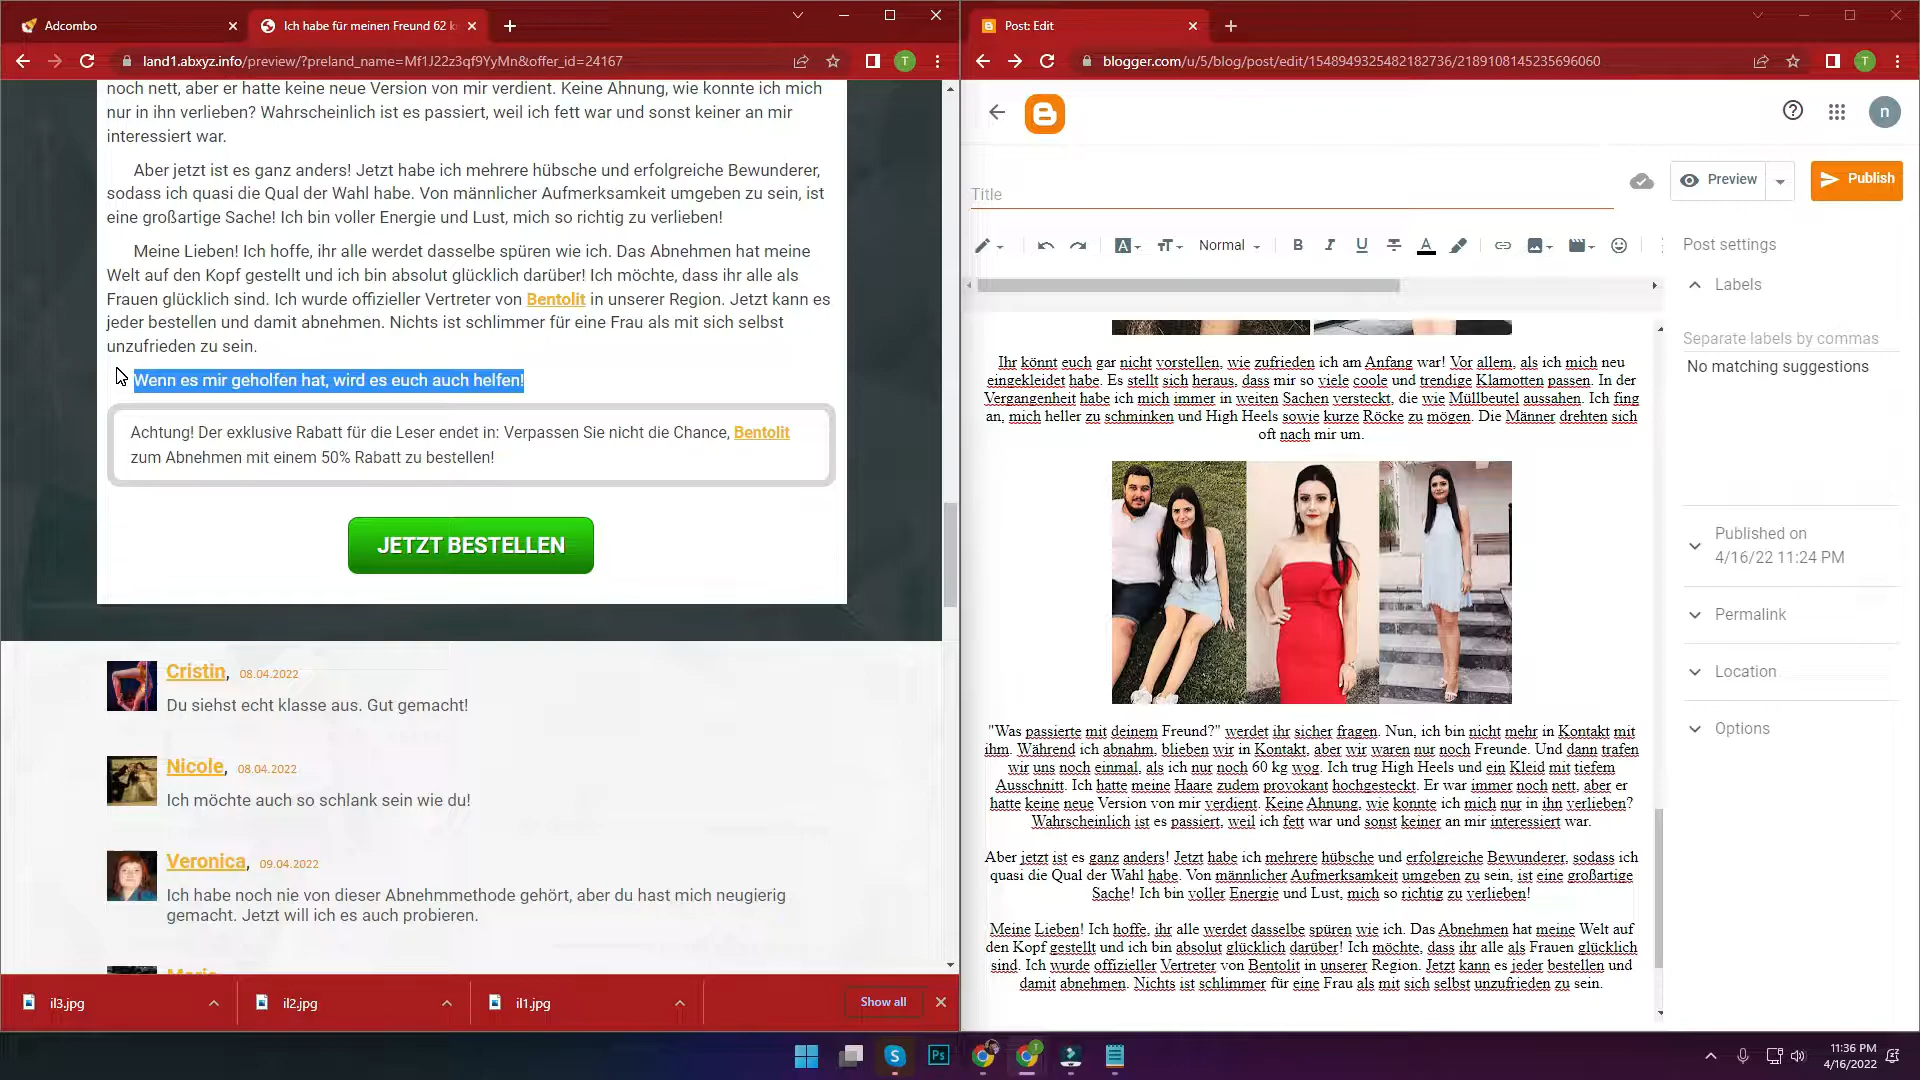 Adcombo
Ich habe für meinen Freund 62 k
land1.abxyz.info/preview/?preland_name=Mf1J22z3qf9YyMn&offer_id=24167
T
noch nett, aber er hatte keine neue Version von mir verdient. Keine Ahnung, wie konnte ich mich
nur in ihn verlieben? Wahrscheinlich ist es passiert, weil ich fett war und sonst keiner an mir
interessiert war.
Aber jetzt ist es ganz anders! Jetzt habe ich mehrere hübsche und erfolgreiche Bewunderer,
sodass ich quasi die Qual der Wahl habe. Von männlicher Aufmerksamkeit umgeben zu sein, ist
eine großartige Sache! Ich bin voller Energie und Lust, mich so richtig zu verlieben!
Meine Lieben! Ich hoffe, ihr alle werdet dasselbe spüren wie ich. Das Abnehmen hat meine
Welt auf den Kopf gestellt und ich bin absolut glücklich darüber! Ich möchte, dass ihr alle als
Frauen glücklich sind. Ich wurde offizieller Vertreter von Bentolit in unserer Region. Jetzt kann es
jeder bestellen und damit abnehmen. Nichts ist schlimmer für eine Frau als mit sich selbst
unzufrieden zu sein.
Wenn es mir geholfen hat, wird es euch auch helfen!
Achtung! Der exklusive Rabatt für die Leser endet in: Verpassen Sie nicht die Chance, Bentolit
zum Abnehmen mit einem 50% Rabatt zu bestellen!
JETZT BESTELLEN
Cristin, 08.04.2022
Du siehst echt klasse aus. Gut gemacht!
Nicole, 08.04.2022
Ich möchte auch so schlank sein wie du!
Veronica, 09.04.2022
Ich habe noch nie von dieser Abnehmmethode gehört, aber du hast mich neugierig
gemacht. Jetzt will ich es auch probieren.
il3.jpg
il2.jpg
il1.jpg
Show all
Post: Edit
blogger.com/u/5/blog/post/edit/1548949325482182736/2189108145235696060
T
n
Title
Preview
Publish
Normal
B I U A
Post settings
Labels
Separate labels by commas
No matching suggestions
Published on
4/16/22 11:24 PM
Permalink
Location
Options
Ihr könnt euch gar nicht vorstellen, wie zufrieden ich am Anfang war! Vor allem, als ich mich neu
eingekleidet habe. Es stellt sich heraus, dass mir so viele coole und trendige Klamotten passen. In der
Vergangenheit habe ich mich immer in weiten Sachen versteckt, die wie Müllbeutel aussahen. Ich fing
an, mich heller zu schminken und High Heels sowie kurze Röcke zu mögen. Die Männer drehten sich
oft nach mir um.
"Was passierte mit deinem Freund?" werdet ihr sicher fragen. Nun, ich bin nicht mehr in Kontakt mit
ihm. Während ich abnahm, blieben wir in Kontakt, aber wir waren nur noch Freunde. Und dann trafen
wir uns noch einmal, als ich nur noch 60 kg wog. Ich trug High Heels und ein Kleid mit tiefem
Ausschnitt. Ich hatte meine Haare zudem provokant hochgesteckt. Er war immer noch nett, aber er
hatte keine neue Version von mir verdient. Keine Ahnung, wie konnte ich mich nur in ihn verlieben?
Wahrscheinlich ist es passiert, weil ich fett war und sonst keiner an mir interessiert war.
Aber jetzt ist es ganz anders! Jetzt habe ich mehrere hübsche und erfolgreiche Bewunderer, sodass ich
quasi die Qual der Wahl habe. Von männlicher Aufmerksamkeit umgeben zu sein, ist eine großartige
Sache! Ich bin voller Energie und Lust, mich so richtig zu verlieben!
Meine Lieben! Ich hoffe, ihr alle werdet dasselbe spüren wie ich. Das Abnehmen hat meine Welt auf
den Kopf gestellt und ich bin absolut glücklich darüber! Ich möchte, dass ihr alle als Frauen glücklich
sind. Ich wurde offizieller Vertreter von Bentolit in unserer Region. Jetzt kann es jeder bestellen und
damit abnehmen. Nichts ist schlimmer für eine Frau als mit sich selbst unzufrieden zu sein.
Ps
11:36 PM
4/16/2022